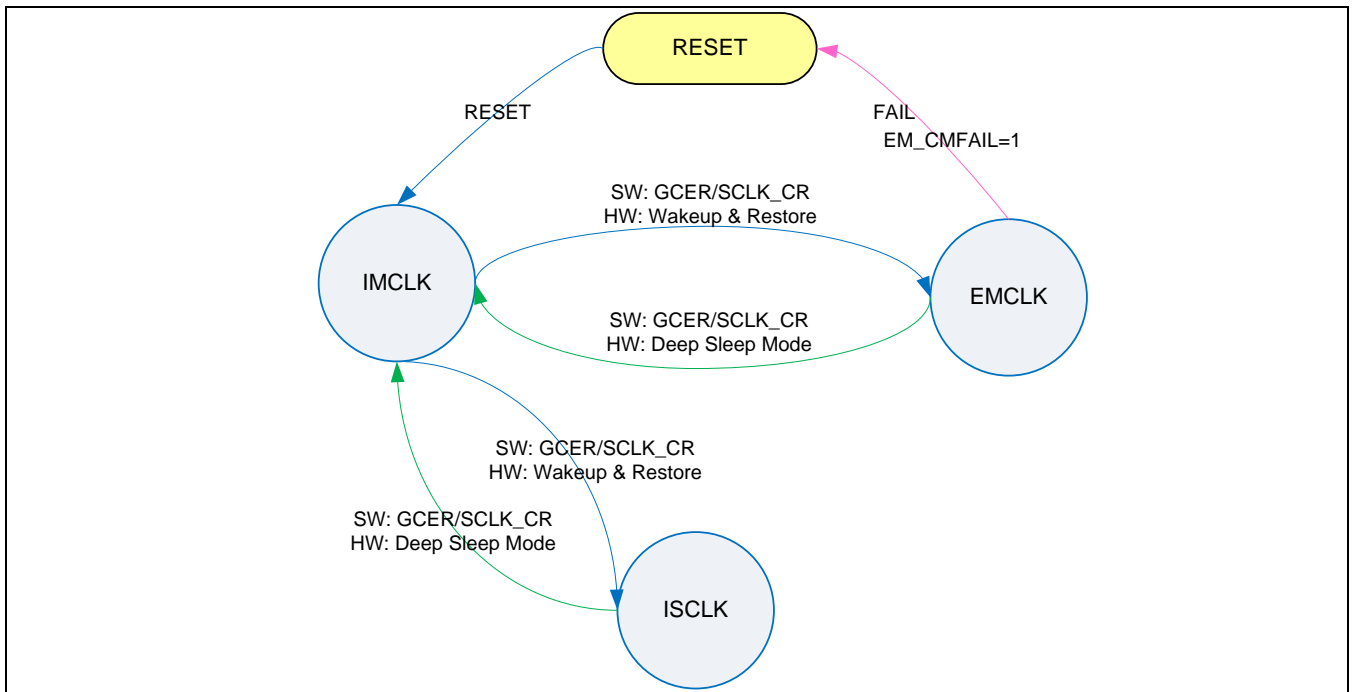 RESET
RESET
FAIL
EM_CMFAIL=1
SW: GCER/SCLK_CR
HW: Wakeup & Restore
IMCLK
EMCLK
SW: GCER/SCLK_CR
HW: Deep Sleep Mode
SW: GCER/SCLK_CR
HW: Wakeup & Restore
SW: GCER/SCLK_CR
HW: Deep Sleep Mode
ISCLK